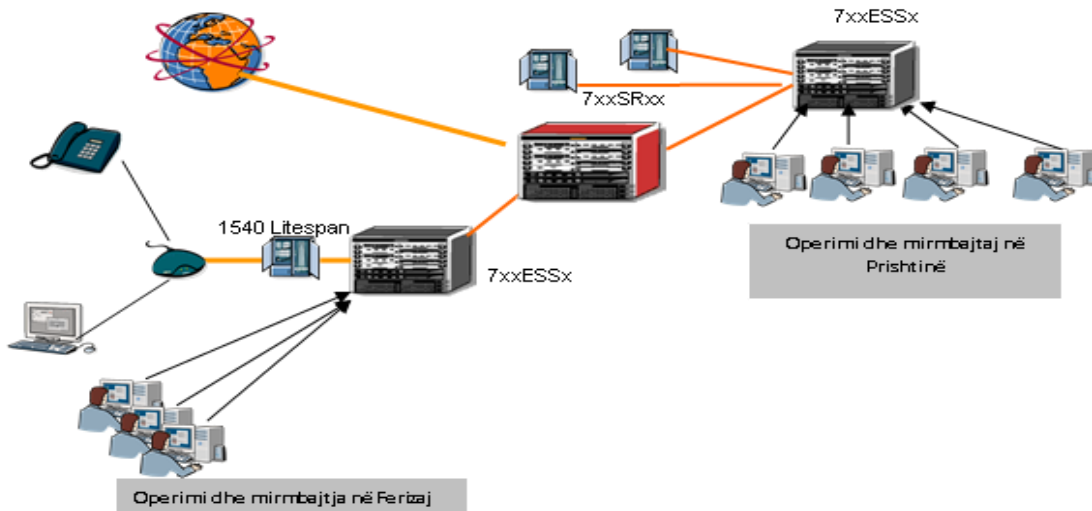 7xxESSx
7xxSRxx
1540 Litespan
7xxESSx
Operimi dhe mirmbajtaj në
Prishtinë
Operimi dhe mirmbajtja në Ferizaj